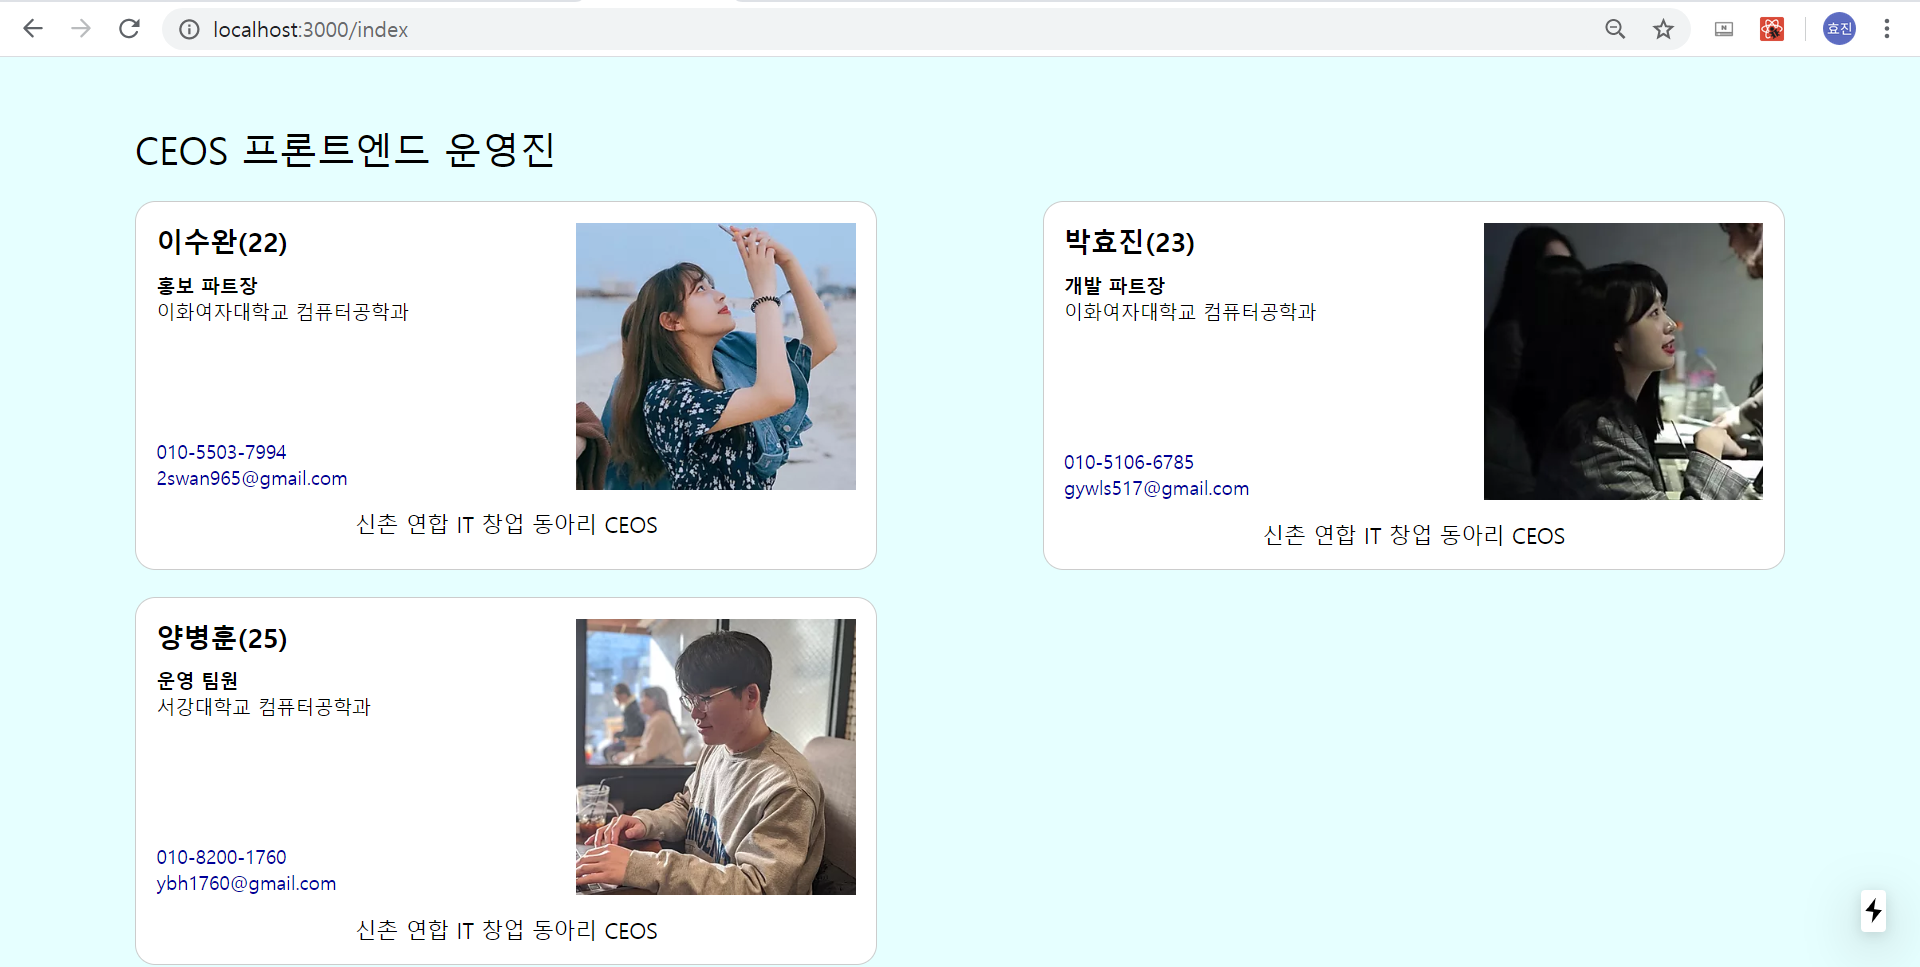 localhost:3000/index
효진
CEOS 프론트엔드 운영진
이수완(22)
홍보 파트장
이화여자대학교 컴퓨터공학과
010-5503-7994
2swan965@gmail.com
신촌 연합 IT 창업 동아리 CEOS
박효진(23)
개발 파트장
이화여자대학교 컴퓨터공학과
010-5106-6785
gywls517@gmail.com
신촌 연합 IT 창업 동아리 CEOS
양병훈(25)
운영 팀원
서강대학교 컴퓨터공학과
010-8200-1760
ybh1760@gmail.com
신촌 연합 IT 창업 동아리 CEOS